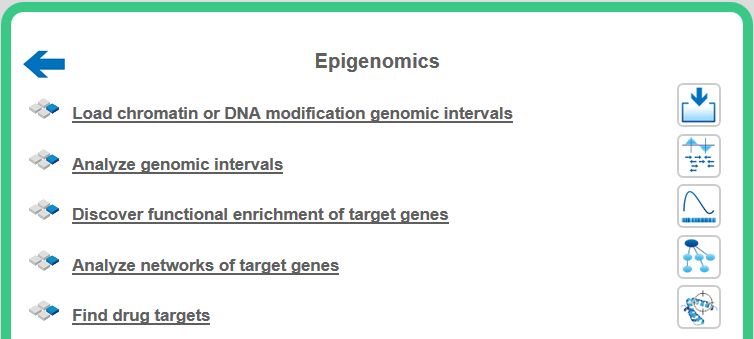 Epigenomics
Load chromatin or DNA modification genomic intervals
Analyze genomic intervals
Discover functional enrichment of target genes
Analyze networks of target genes
Find drug targets